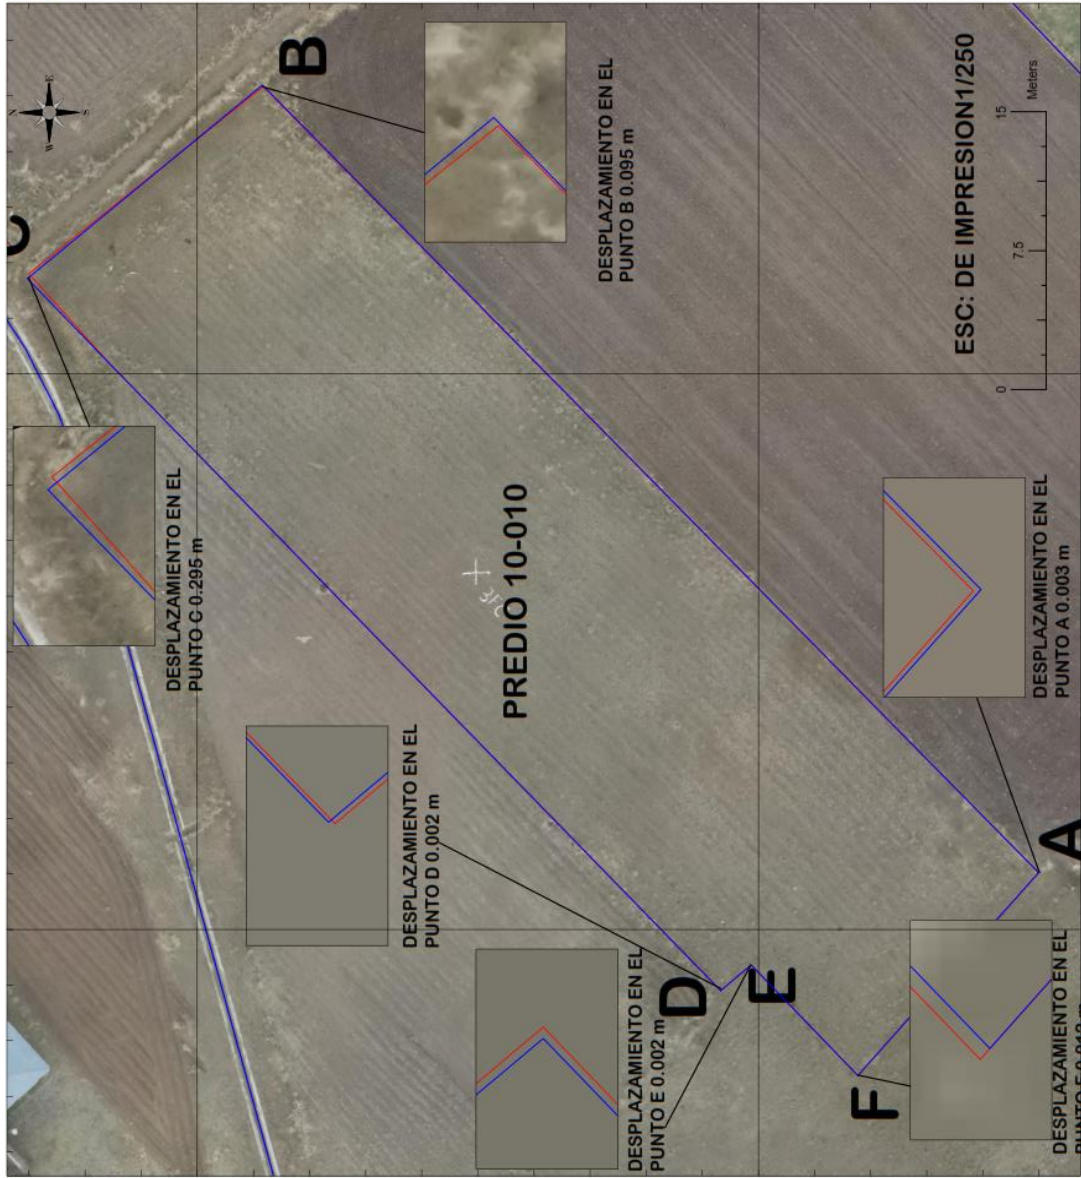 C
B
N
W
E
S
DESPLAZAMIENTO EN EL
PUNTO B 0.095 m
DESPLAZAMIENTO EN EL
PUNTO C 0.295 m
ESC: DE IMPRESION1/250
0
7.5
15
Meters
PREDIO 10-010
DESPLAZAMIENTO EN EL
PUNTO D 0.002 m
DESPLAZAMIENTO EN EL
PUNTO A 0.003 m
D
E
DESPLAZAMIENTO EN EL
PUNTO E 0.002 m
A
F
DESPLAZAMIENTO EN EL